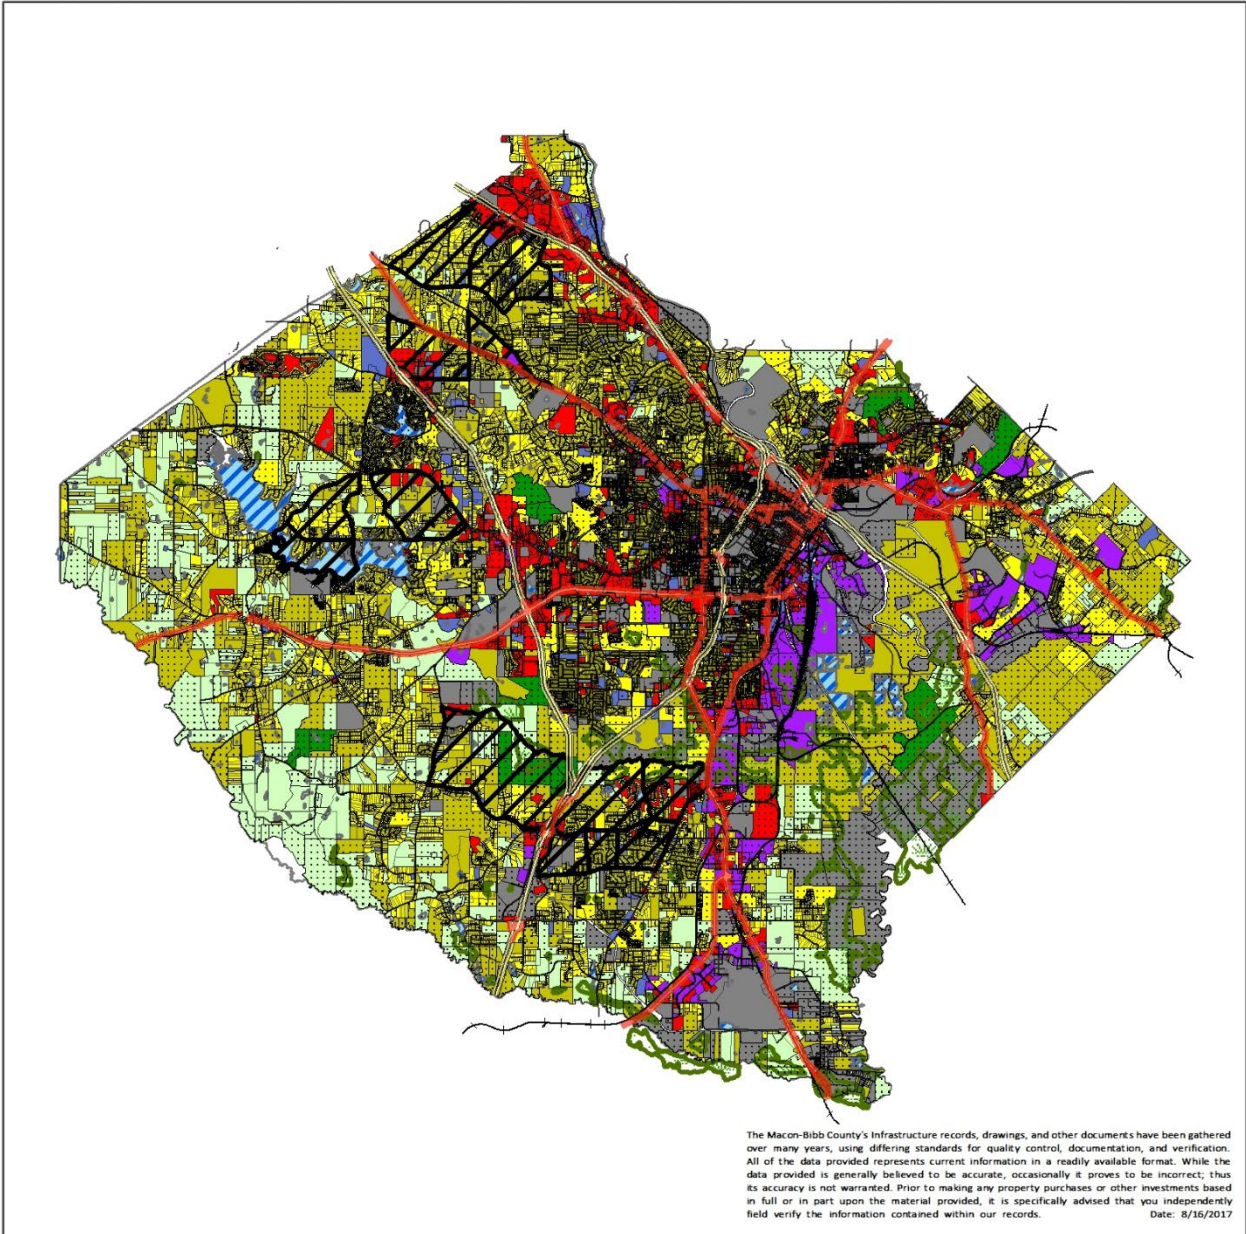 The Macon-Bibb County's Infrastructure records, drawings, and other documents have been gathered
over many years, using differing standards for quality control, documentation, and verification.
All of the data provided represents current information in a readily available format. While the
data provided is generally believed to be accurate, occasionally it proves to be incorrect; thus
its accuracy is not warranted. Prior to making any property purchases or other investments based
in full or in part upon the material provided, it is specifically advised that you independently
field verify the information contained within our records. Date: 8/16/2017